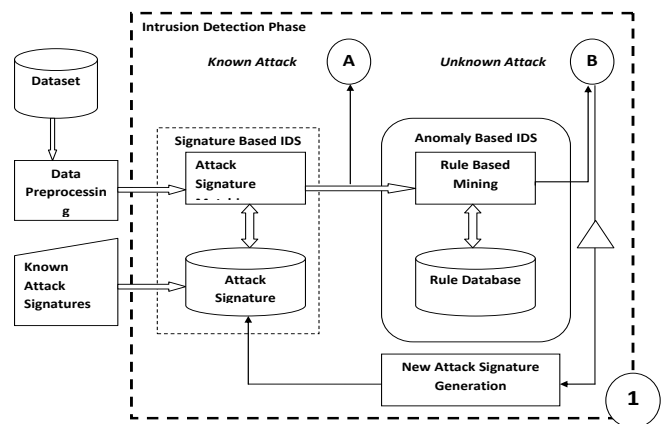 Intrusion Detection Phase
Known Attack
A
Unknown Attack
B
Dataset
Signature Based IDS
Anomaly Based IDS
Data
Preprocessin
g
Attack
Signature
Rule Based
Mining
Known
Attack
Signatures
Attack
Signature
Rule Database
New Attack Signature
Generation
1